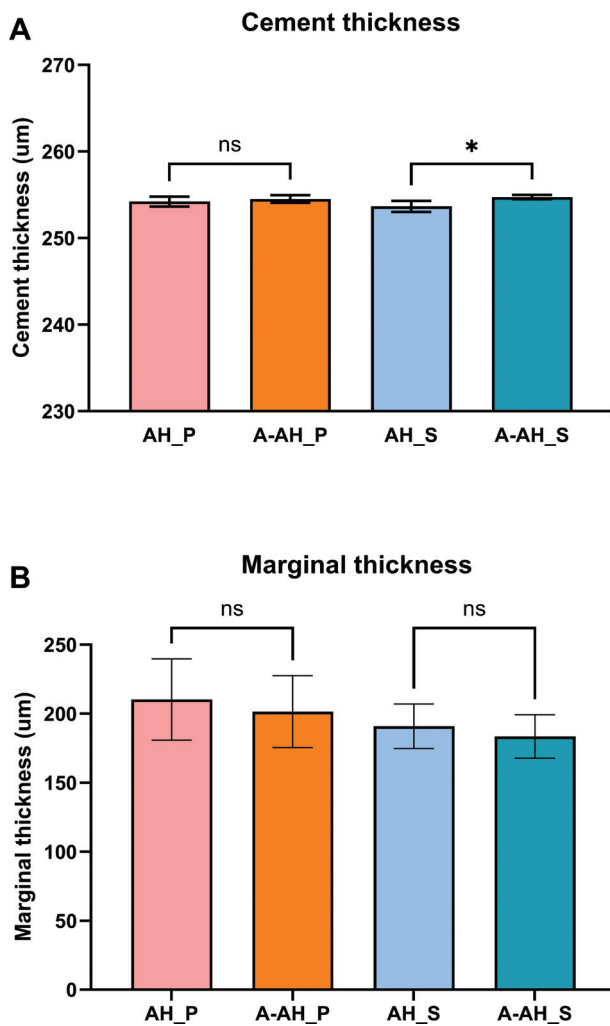 A
Cement thickness
Cement thickness (um)
270
260
250
240
230
ns
*
AH_P
A-AH_P
AH_S
A-AH_S
B
Marginal thickness
Marginal thickness (um)
250
200
150
100
50
0
ns
ns
AH_P
A-AH_P
AH_S
A-AH_S